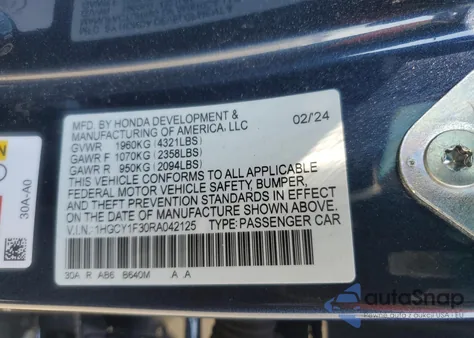 MFD. BY HONDA DEVELOPMENT &
MANUFACTURING OF AMERICA, LLC 02/'24
GVWR 1960KG (4321LBS)
GAWR F 1070KG (2358LBS)
GAWR R 950KG (2094LBS)
THIS VEHICLE CONFORMS TO ALL APPLICABLE
FEDERAL MOTOR VEHICLE SAFETY, BUMPER,
AND THEFT PREVENTION STANDARDS IN EFFECT
ON THE DATE OF MANUFACTURE SHOWN ABOVE.
V.I.N.: 1HGCY1F30RA042125 TYPE:PASSENGER CAR
30A R AB6 B640M A A
30A-A0
autoSnap